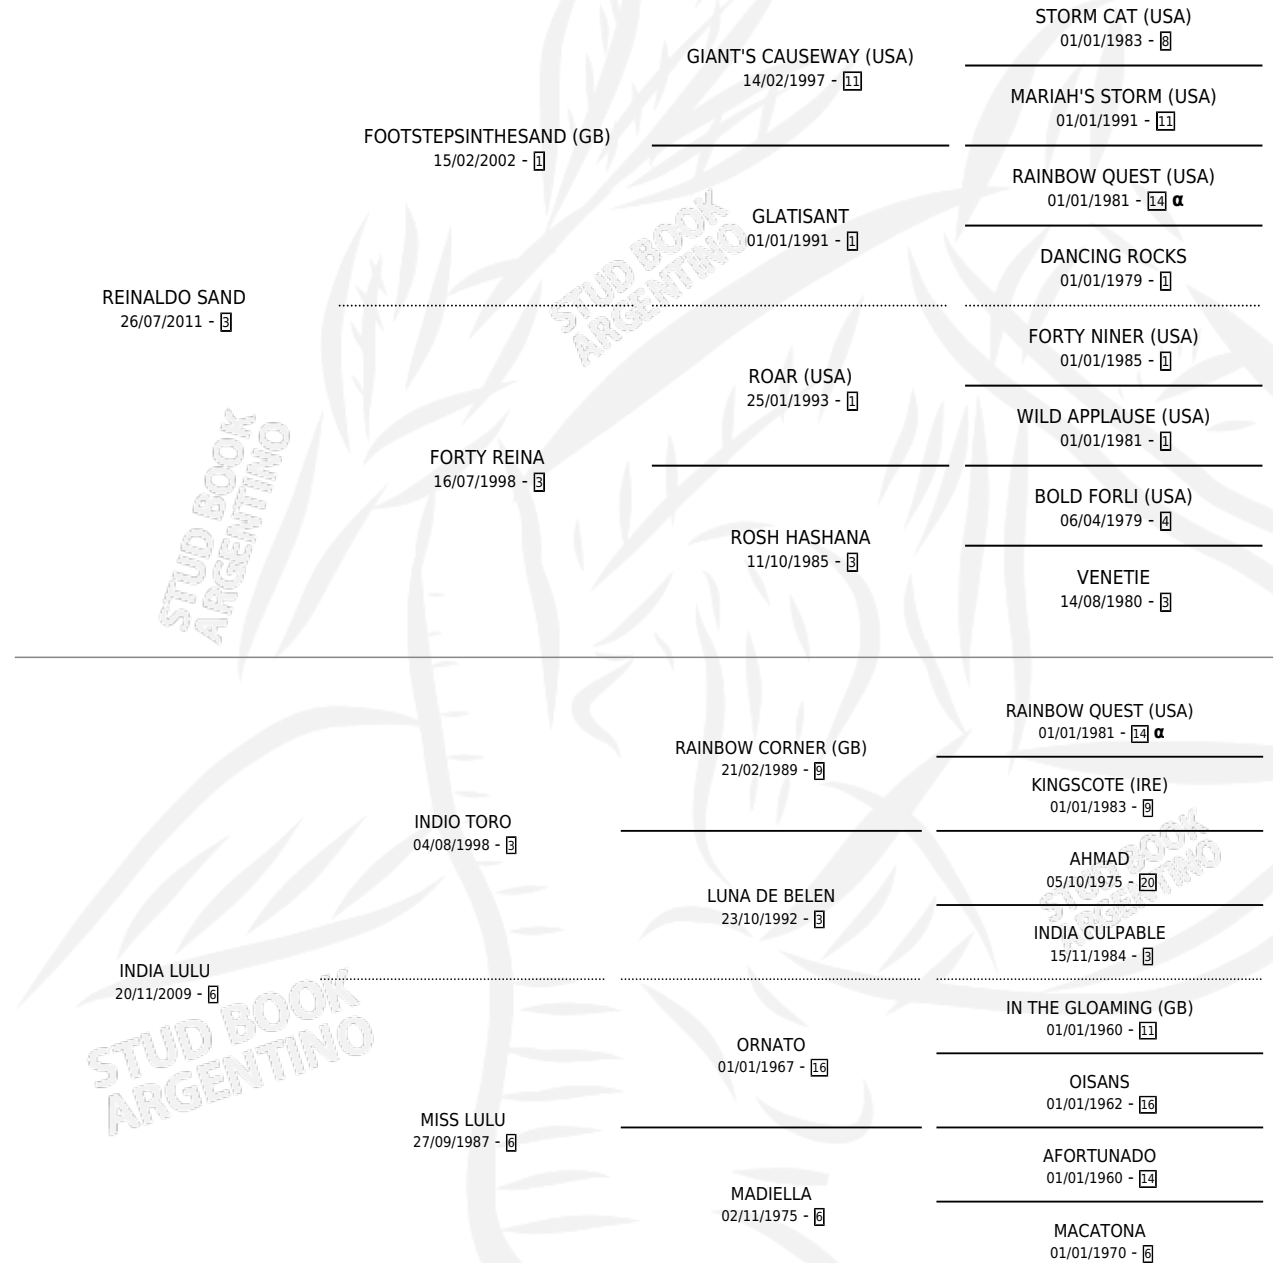 STORM CAT (USA)
01/01/1983 - 8
GIANT'S CAUSEWAY (USA)
14/02/1997 - 11
MARIAH'S STORM (USA)
01/01/1991 - 11
FOOTSTEPSINTHESAND (GB)
15/02/2002 - 1
RAINBOW QUEST (USA)
01/01/1981 - 14 α
GLATISANT
01/01/1991 - 1
DANCING ROCKS
01/01/1979 - 1
REINALDO SAND
26/07/2011 - 3
FORTY NINER (USA)
01/01/1985 - 1
ROAR (USA)
25/01/1993 - 1
WILD APPLAUSE (USA)
01/01/1981 - 1
FORTY REINA
16/07/1998 - 3
BOLD FORLI (USA)
06/04/1979 - 4
ROSH HASHANA
11/10/1985 - 3
VENETIE
14/08/1980 - 3
RAINBOW QUEST (USA)
01/01/1981 - 14 α
RAINBOW CORNER (GB)
21/02/1989 - 9
KINGSCOTE (IRE)
01/01/1983 - 9
INDIO TORO
04/08/1998 - 3
AHMAD
05/10/1975 - 20
LUNA DE BELEN
23/10/1992 - 3
INDIA CULPABLE
15/11/1984 - 3
INDIA LULU
20/11/2009 - 6
IN THE GLOAMING (GB)
01/01/1960 - 11
ORNATO
01/01/1967 - 16
OISANS
01/01/1962 - 16
MISS LULU
27/09/1987 - 6
AFORTUNADO
01/01/1960 - 14
MADIELLA
02/11/1975 - 6
MACATONA
01/01/1970 - 6
STUD BOOK
ARGENTINO
STUD BOOK
ARGENTINO
STUD BOOK
ARGENTINO
STUD BOOK
ARGENTINO